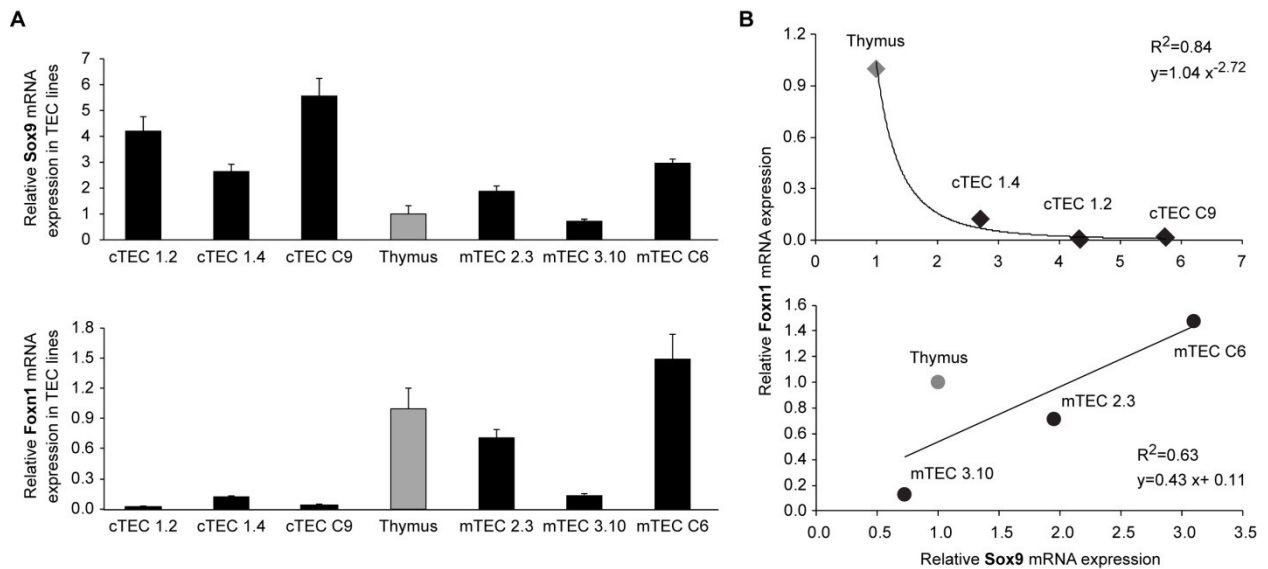 A
Relative Sox9 mRNA
expression in TEC lines
7
6
5
4
3
2
1
0
cTEC 1.2 cTEC 1.4 cTEC C9 Thymus mTEC 2.3 mTEC 3.10 mTEC C6
Relative Foxn1 mRNA
expression in TEC lines
1.8
1.5
1.2
0.9
0.6
0.3
0.0
cTEC 1.2 cTEC 1.4 cTEC C9 Thymus mTEC 2.3 mTEC 3.10 mTEC C6
B
Relative Foxn1 mRNA expression
1.2
0.9
0.6
0.3
0.0
Thymus
R2=0.84
y=1.04 x-2.72
cTEC 1.4
cTEC 1.2
cTEC C9
0 1 2 3 4 5 6 7
1.6
1.4
1.2
1.0
0.8
0.6
0.4
0.2
0.0
Thymus
mTEC C6
mTEC 2.3
mTEC 3.10
R2=0.63
y=0.43 x+ 0.11
0.0 0.5 1.0 1.5 2.0 2.5 3.0 3.5
Relative Sox9 mRNA expression